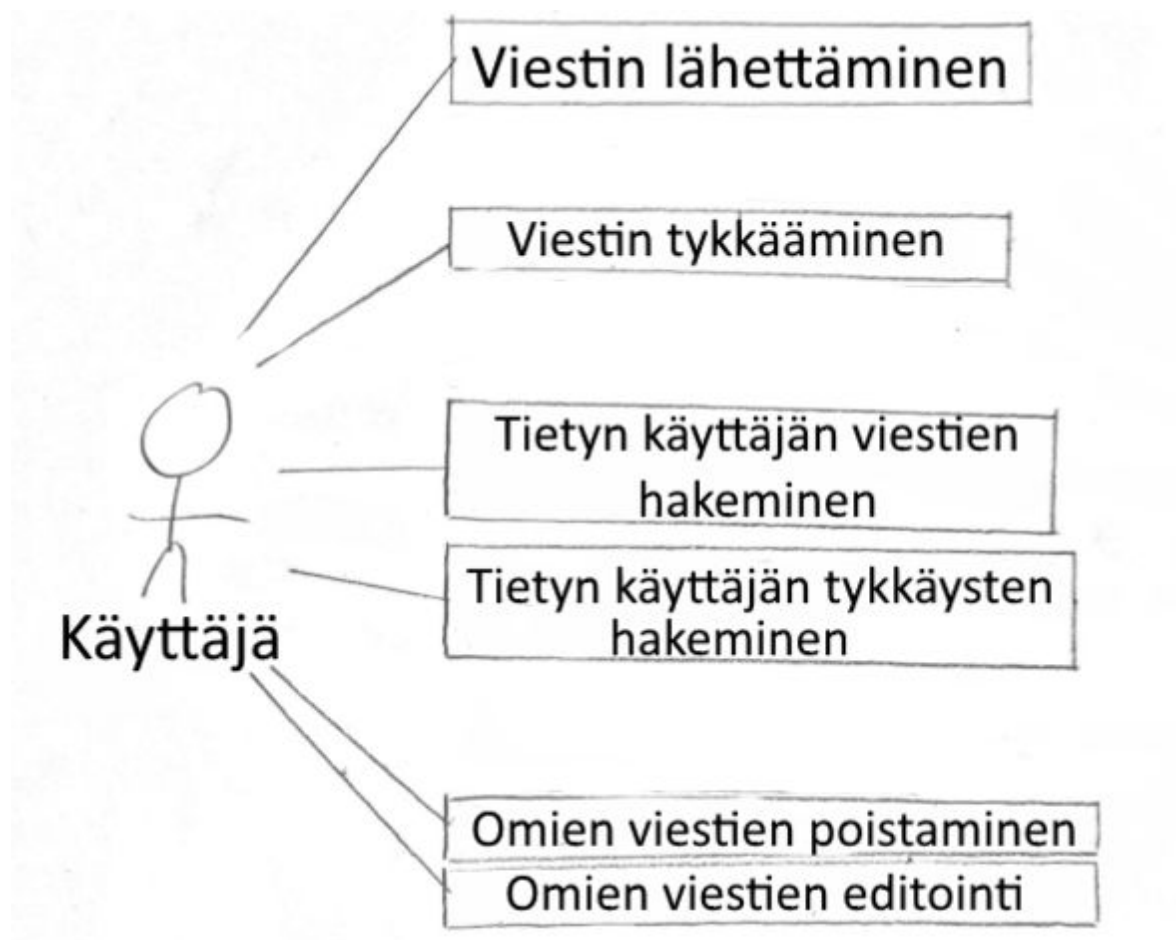 Viestin lähettäminen
Viestin tykkääminen
Tietyn käyttäjän viestien
hakeminen
Tietyn käyttäjän tykkäysten
hakeminen
Käyttäjä
Omien viestien poistaminen
Omien viestien editointi